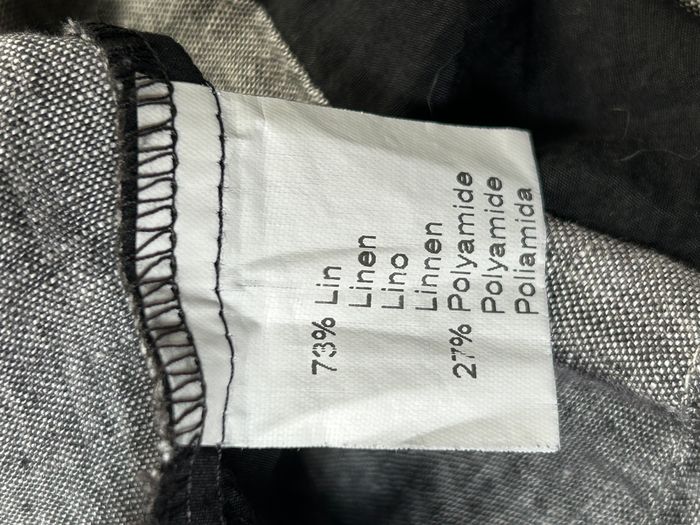 73% Lin
Linen
Lino
Linnen
27% Polyamide
Polyamide
Poliamida